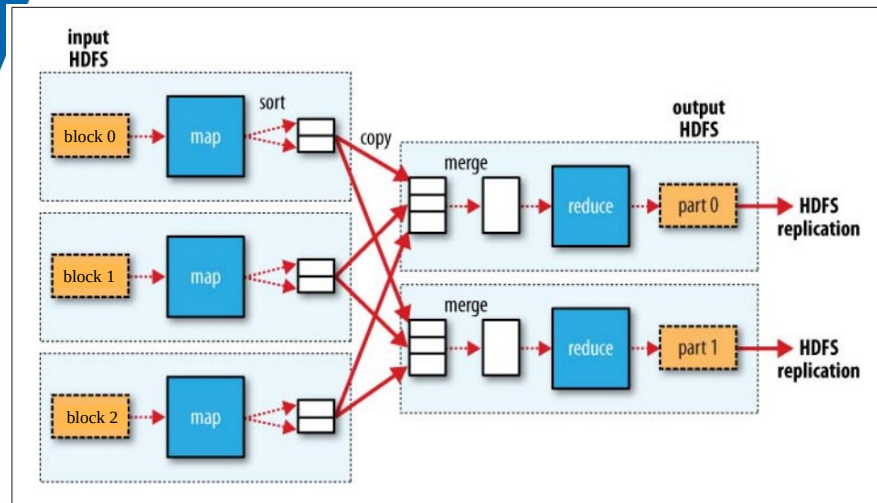 input
HDFS
block 0
map
sort
copy
block 1
map
block 2
map
output
HDFS
merge
reduce
part 0
HDFS
replication
merge
reduce
part 1
HDFS
replication